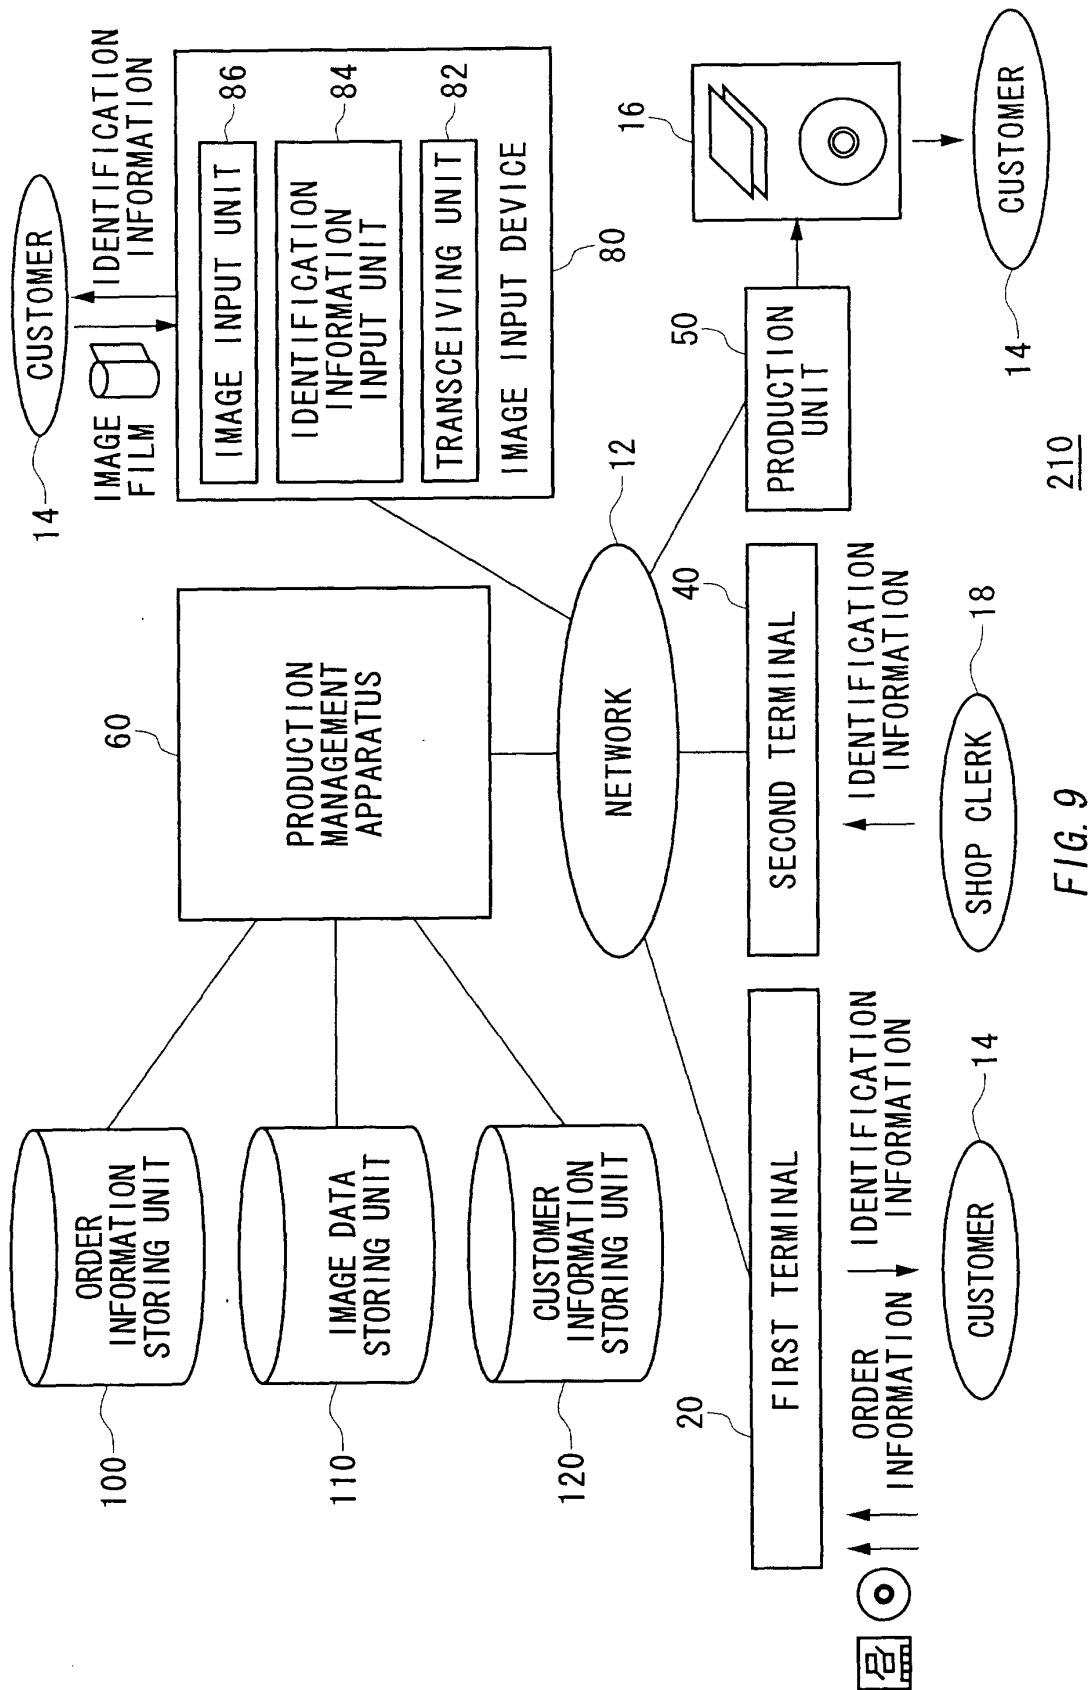 100
ORDER
INFORMATION
STORING UNIT
110
IMAGE DATA
STORING UNIT
120
CUSTOMER
INFORMATION
STORING UNIT
60
PRODUCTION
MANAGEMENT
APPARATUS
14
CUSTOMER
IMAGE
FILM
IDENTIFICATION
INFORMATION
IMAGE INPUT UNIT
86
IDENTIFICATION
INFORMATION
INPUT UNIT
84
TRANSCEIVING UNIT
82
IMAGE INPUT DEVICE
80
NETWORK
12
20
FIRST TERMINAL
ORDER
INFORMATION
IDENTIFICATION
INFORMATION
CUSTOMER
14
SECOND TERMINAL
40
IDENTIFICATION
INFORMATION
SHOP CLERK
18
50
PRODUCTION
UNIT
16
14
CUSTOMER
210
FIG. 9